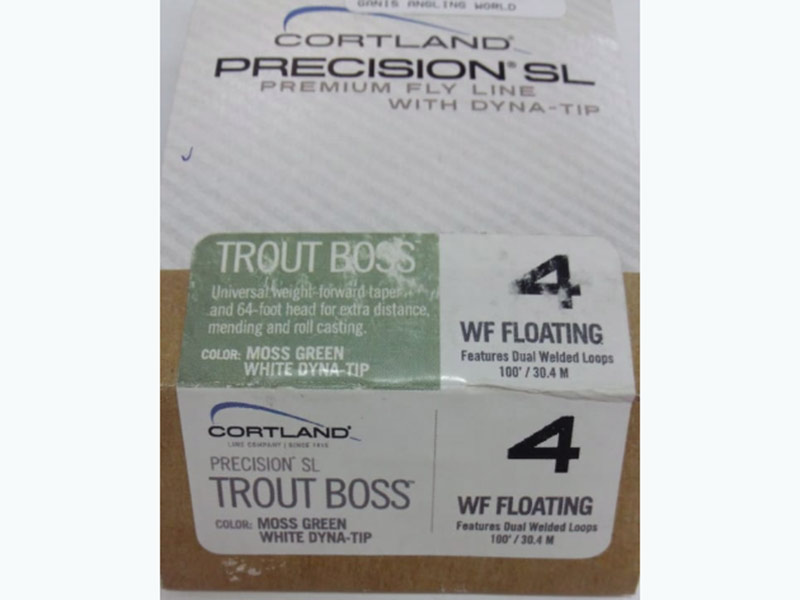 GANIS ANGLING WORLD
CORTLAND
PRECISION® SL
PREMIUM FLY LINE
WITH DYNA-TIP
TROUT BOSS™
Universal weight-forward taper
and 64-foot head for extra distance,
mending and roll casting.
COLOR: MOSS GREEN
WHITE DYNA-TIP
4
WF FLOATING
Features Dual Welded Loops
100' / 30.4 M
CORTLAND
LINE COMPANY | SINCE 1915
PRECISION® SL
TROUT BOSS™
COLOR: MOSS GREEN
WHITE DYNA-TIP
4
WF FLOATING
Features Dual Welded Loops
100' / 30.4 M